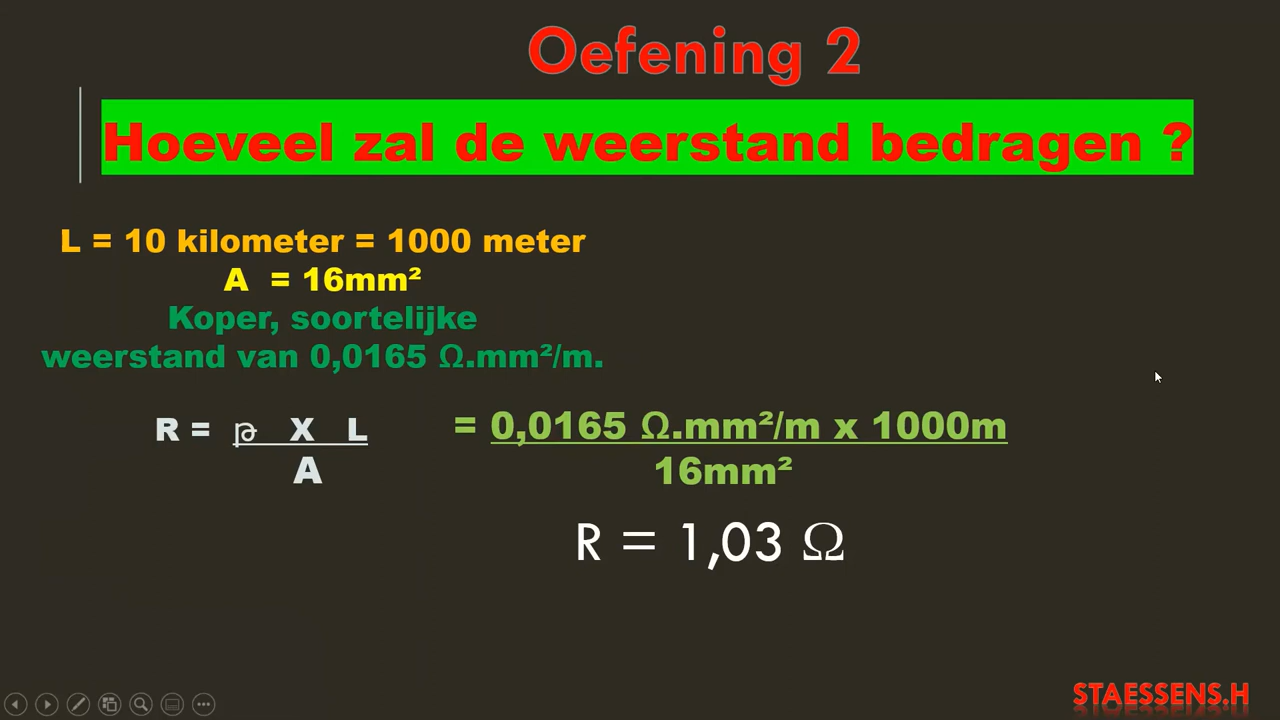 Oefening 2
Hoeveel zal de weerstand bedragen ?
L = 10 kilometer = 1000 meter
A = 16mm²
Koper, soortelijke
weerstand van 0,0165 Ω.mm²/m.
R = X L
A
= 0,0165 Ω.mm²/m x 1000m
16mm²
R = 1,03 Ω
STAESSENS.H